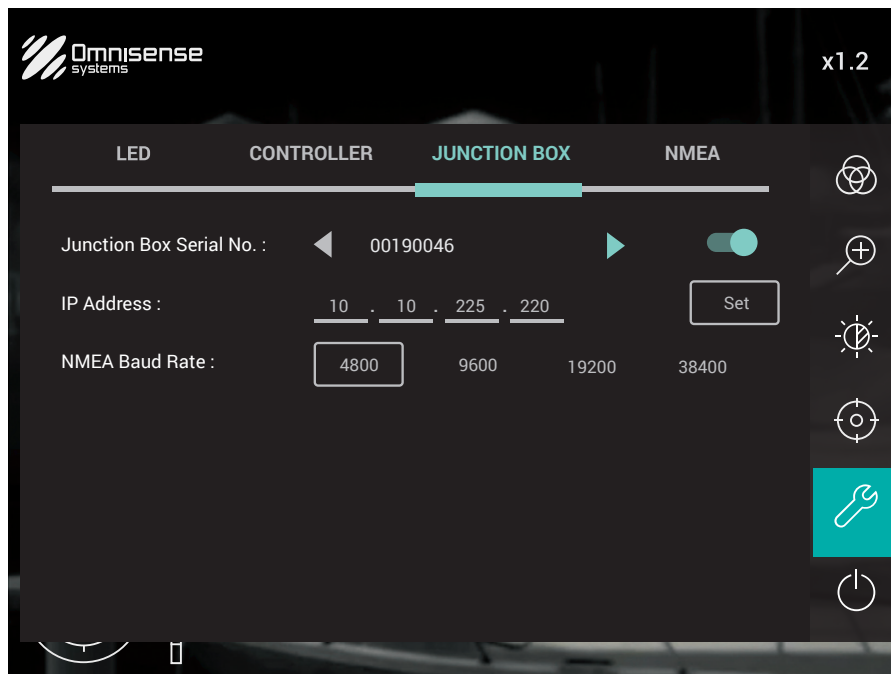 Omnisense
systems
x1.2
LED CONTROLLER JUNCTION BOX NMEA
Junction Box Serial No. : 00190046
IP Address : 10 . 10 . 225 . 220 Set
NMEA Baud Rate : 4800 9600 19200 38400